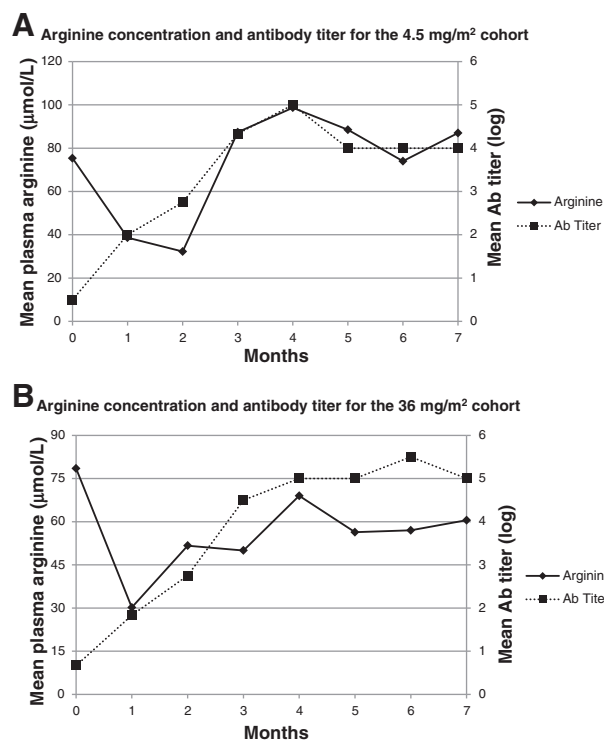 A Arginine concentration and antibody titer for the 4.5 mg/m² cohort
Mean plasma arginine (µmol/L)
120
100
80
60
40
20
0
6
5
4
3
2
1
0
Mean Ab titer (log)
Arginine
Ab Titer
0 1 2 3 4 5 6 7
Months
B Arginine concentration and antibody titer for the 36 mg/m² cohort
Mean plasma arginine (µmol/L)
90
75
60
45
30
15
0
6
5
4
3
2
1
0
Mean Ab titer (log)
Arginin
Ab Tite
0 1 2 3 4 5 6 7
Months